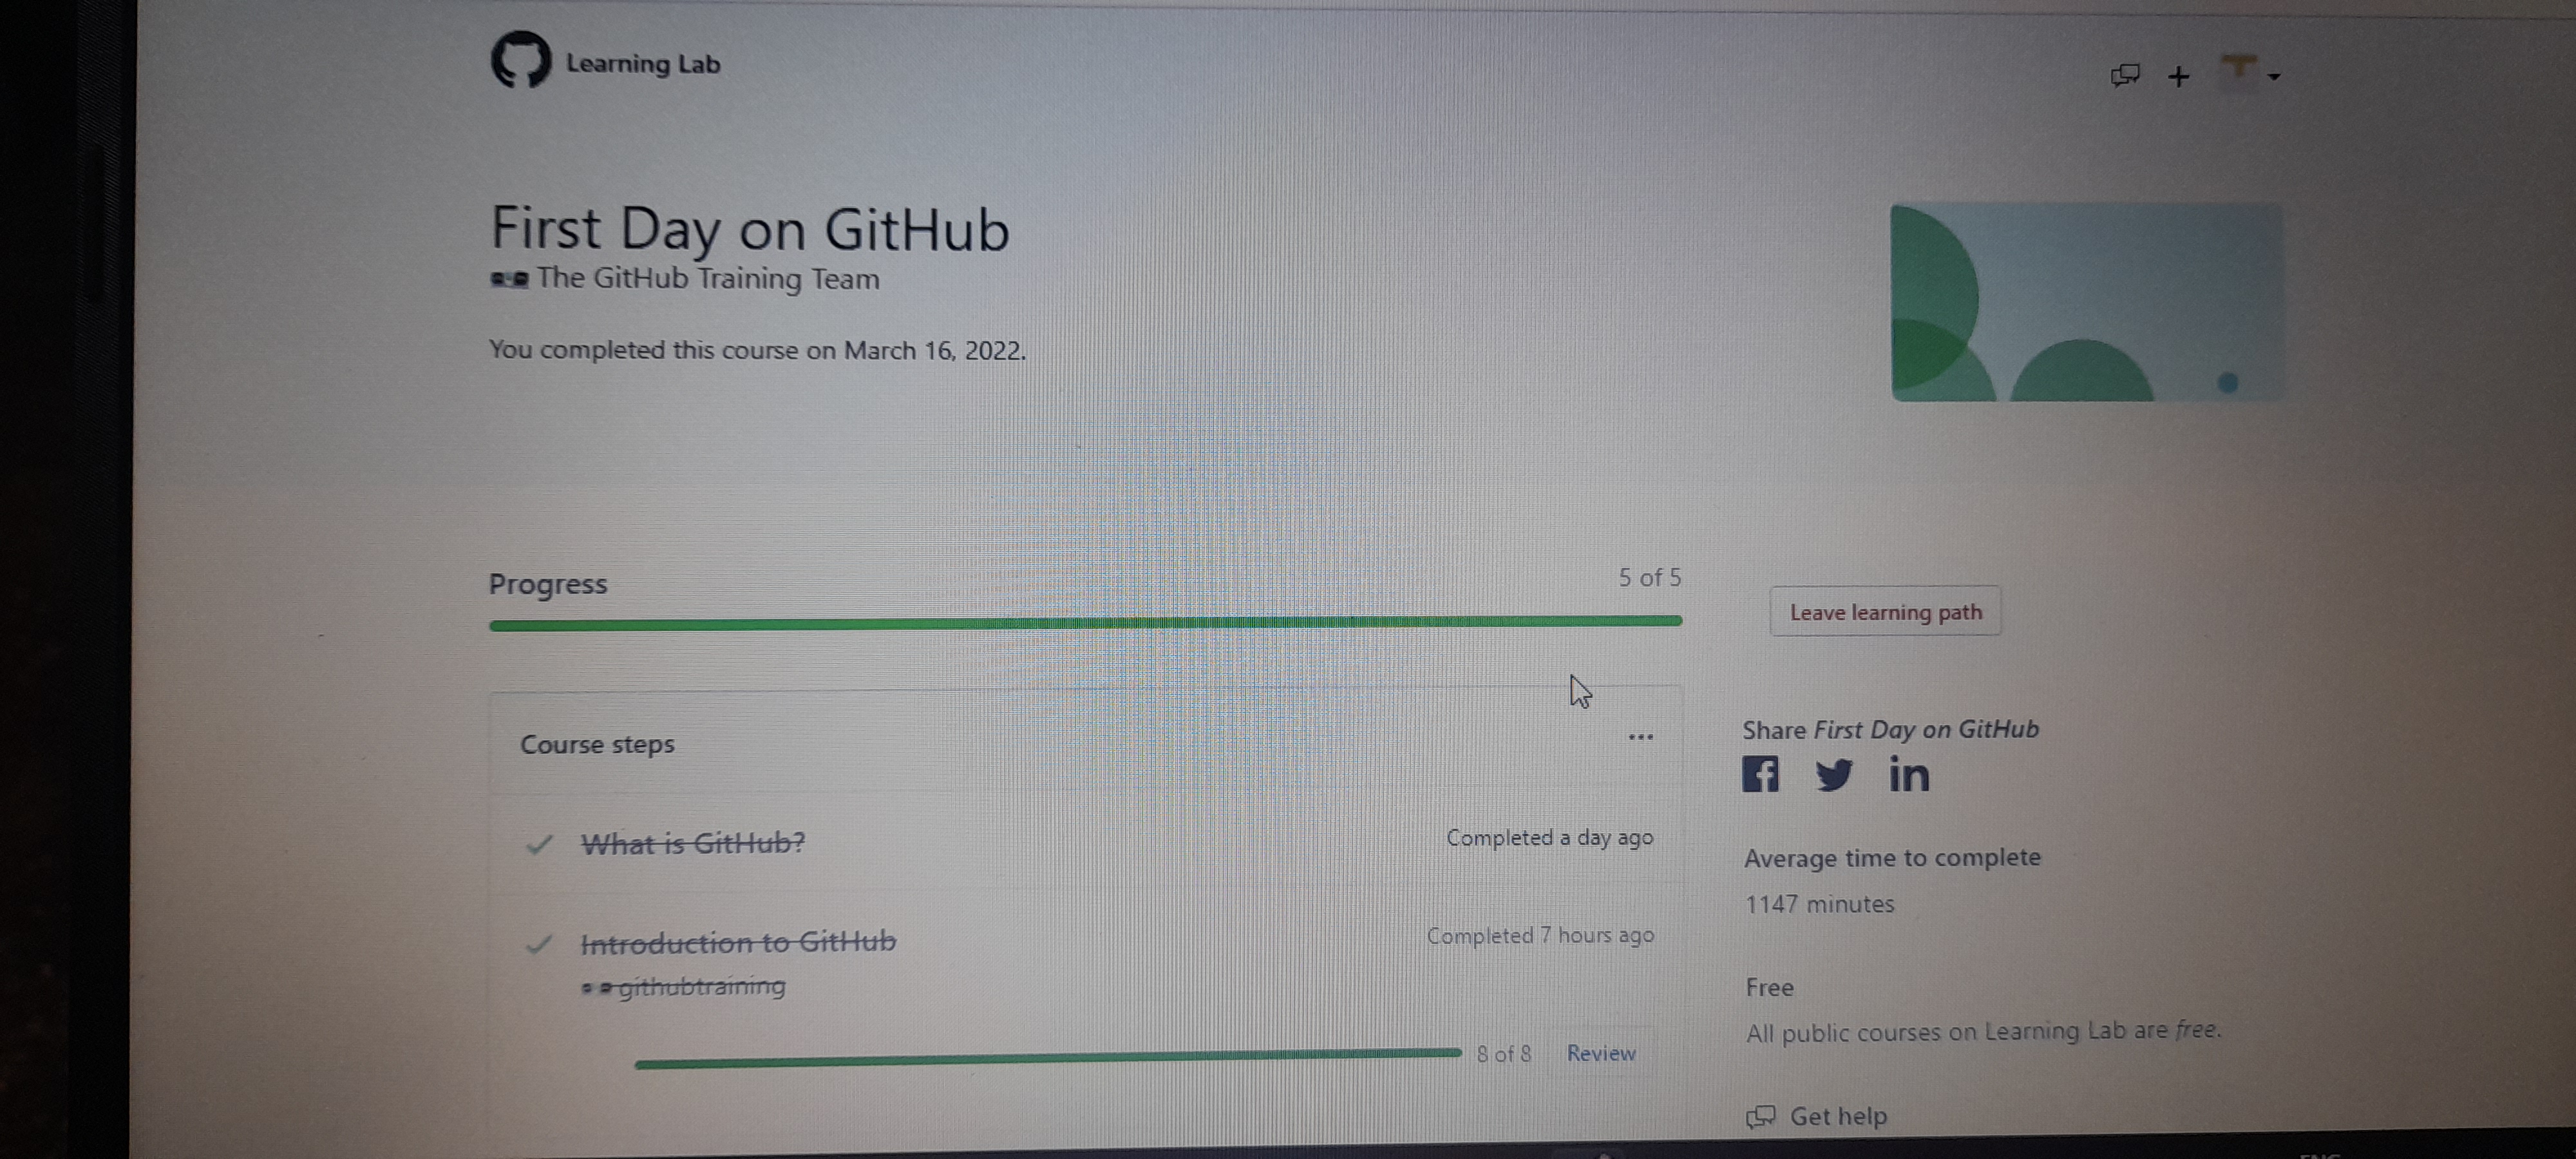 Learning Lab
First Day on GitHub
The GitHub Training Team
You completed this course on March 16, 2022.
Progress
5 of 5
Leave learning path
Course steps
...
What is GitHub?
Completed a day ago
Introduction to GitHub
Completed 7 hours ago
githubtraining
8 of 8
Review
Share First Day on GitHub
Average time to complete
1147 minutes
Free
All public courses on Learning Lab are free.
Get help